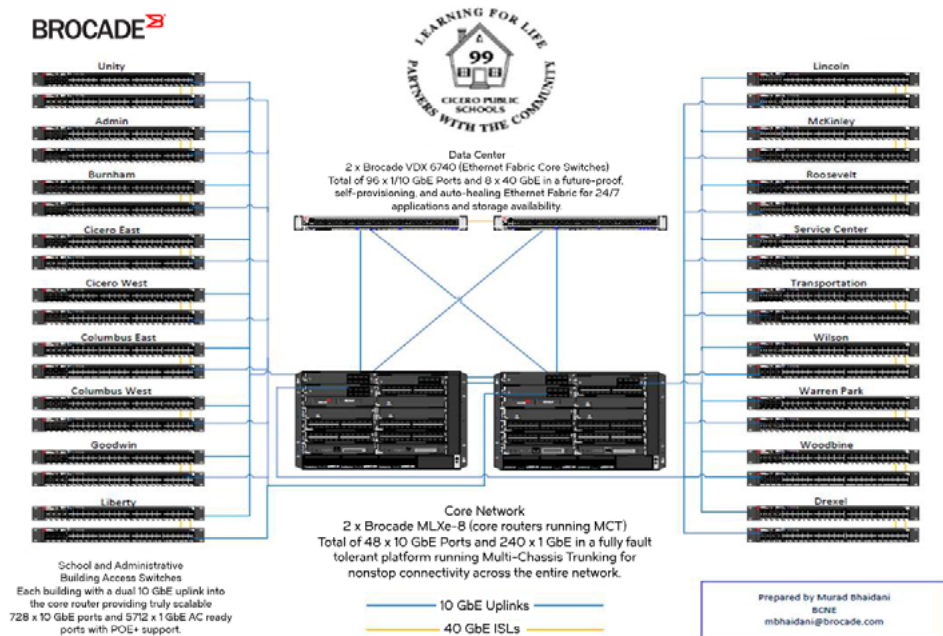 BROCADE
LEARNING FOR LIFE
99
CICERO PUBLIC
SCHOOLS
PARTNERS WITH THE COMMUNITY
Unity
Admin
Burnham
Cicero East
Cicero West
Columbus East
Columbus West
Goodwin
Liberty
School and Administrative
Building Access Switches
Each building with a dual 10 GbE uplink into
the core router providing truly scalable
728 x 10 GbE ports and 5712 x 1 GbE AC ready
ports with POE+ support.
Data Center
2 x Brocade VDX 6740 (Ethernet Fabric Core Switches)
Total of 96 x 1/10 GbE Ports and 8 x 40 GbE in a future-proof,
self-provisioning, and auto-healing Ethernet Fabric for 24/7
applications and storage availability.
Core Network
2 x Brocade MLXe-8 (core routers running MCT)
Total of 48 x 10 GbE Ports and 240 x 1 GbE in a fully fault
tolerant platform running Multi-Chassis Trunking for
nonstop connectivity across the entire network.
10 GbE Uplinks
40 GbE ISLs
Lincoln
McKinley
Roosevelt
Service Center
Transportation
Wilson
Warren Park
Woodbine
Drexel
Prepared by Murad Bhaidani
BCNE
mbhaidani@brocade.com